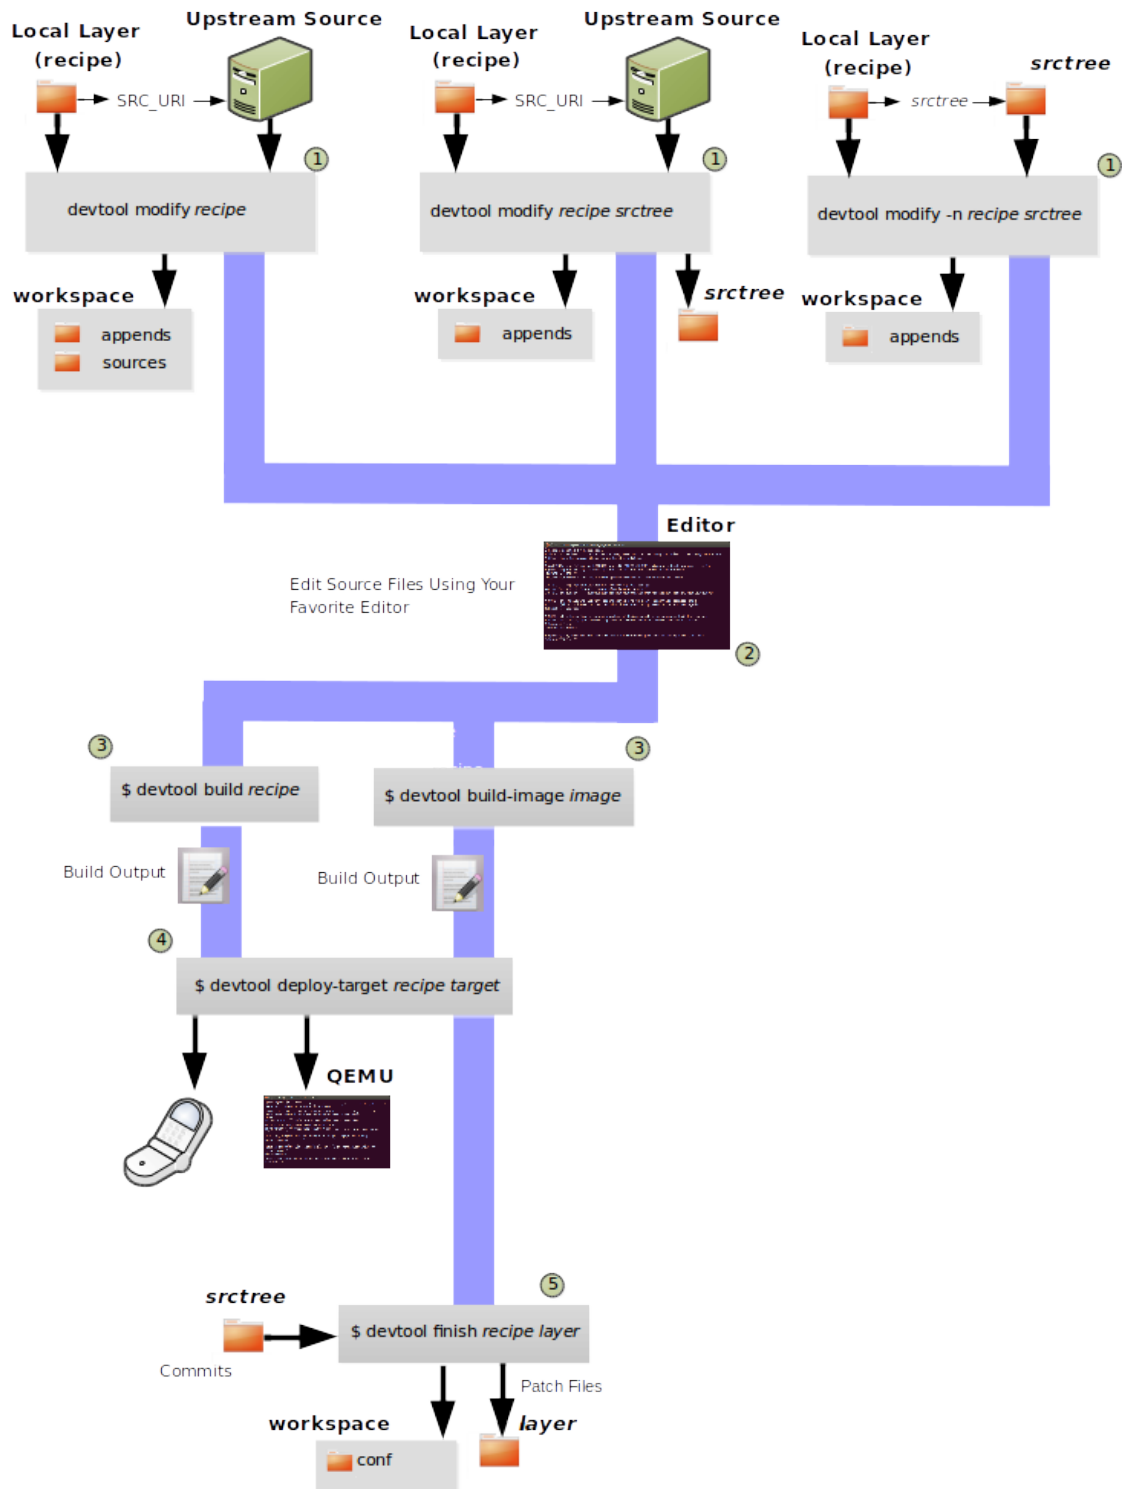 Local Layer
(recipe)
Upstream Source
SRC_URI
1
devtool modify recipe
workspace
appends
sources
Local Layer
(recipe)
Upstream Source
SRC_URI
1
devtool modify recipe srctree
workspace
appends
srctree
Local Layer
(recipe)
srctree
srctree
1
devtool modify -n recipe srctree
workspace
appends
Editor
Edit Source Files Using Your
Favorite Editor
2
3
$ devtool build recipe
3
$ devtool build-image image
Build Output
Build Output
4
$ devtool deploy-target recipe target
QEMU
5
srctree
$ devtool finish recipe layer
Commits
Patch Files
workspace
layer
conf